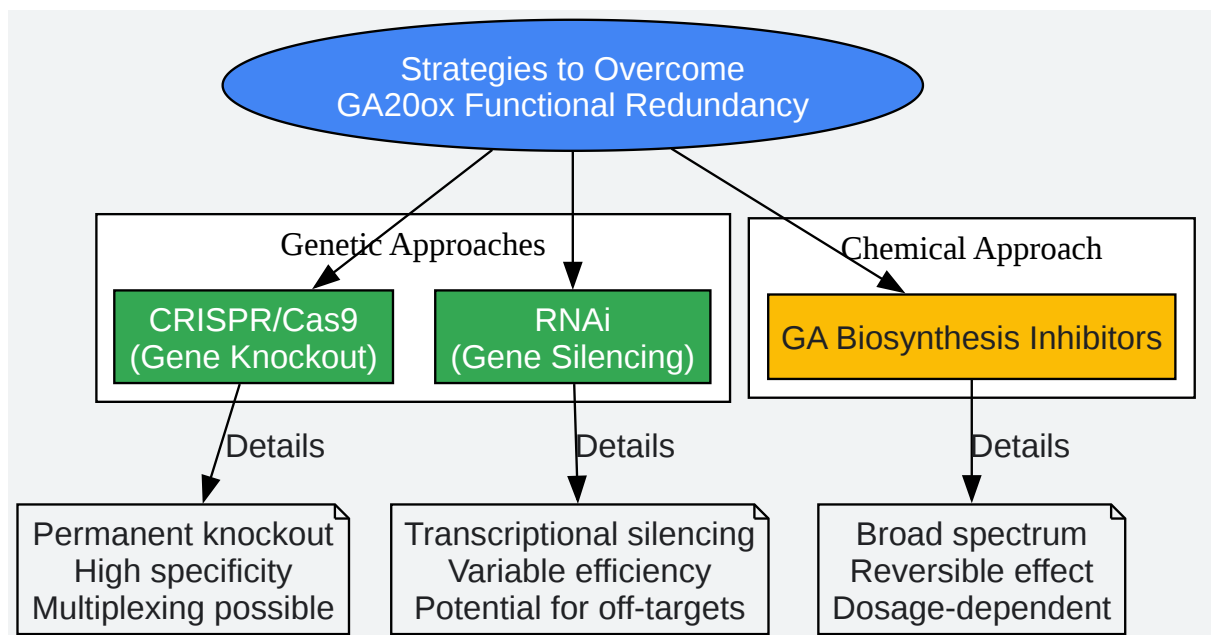 Strategies to Overcome
GA20ox Functional Redundancy
Genetic Approaches
Chemical Approach
CRISPR/Cas9
(Gene Knockout)
RNAi
(Gene Silencing)
GA Biosynthesis Inhibitors
Details
Details
Details
Permanent knockout
High specificity
Multiplexing possible
Transcriptional silencing
Variable efficiency
Potential for off-targets
Broad spectrum
Reversible effect
Dosage-dependent